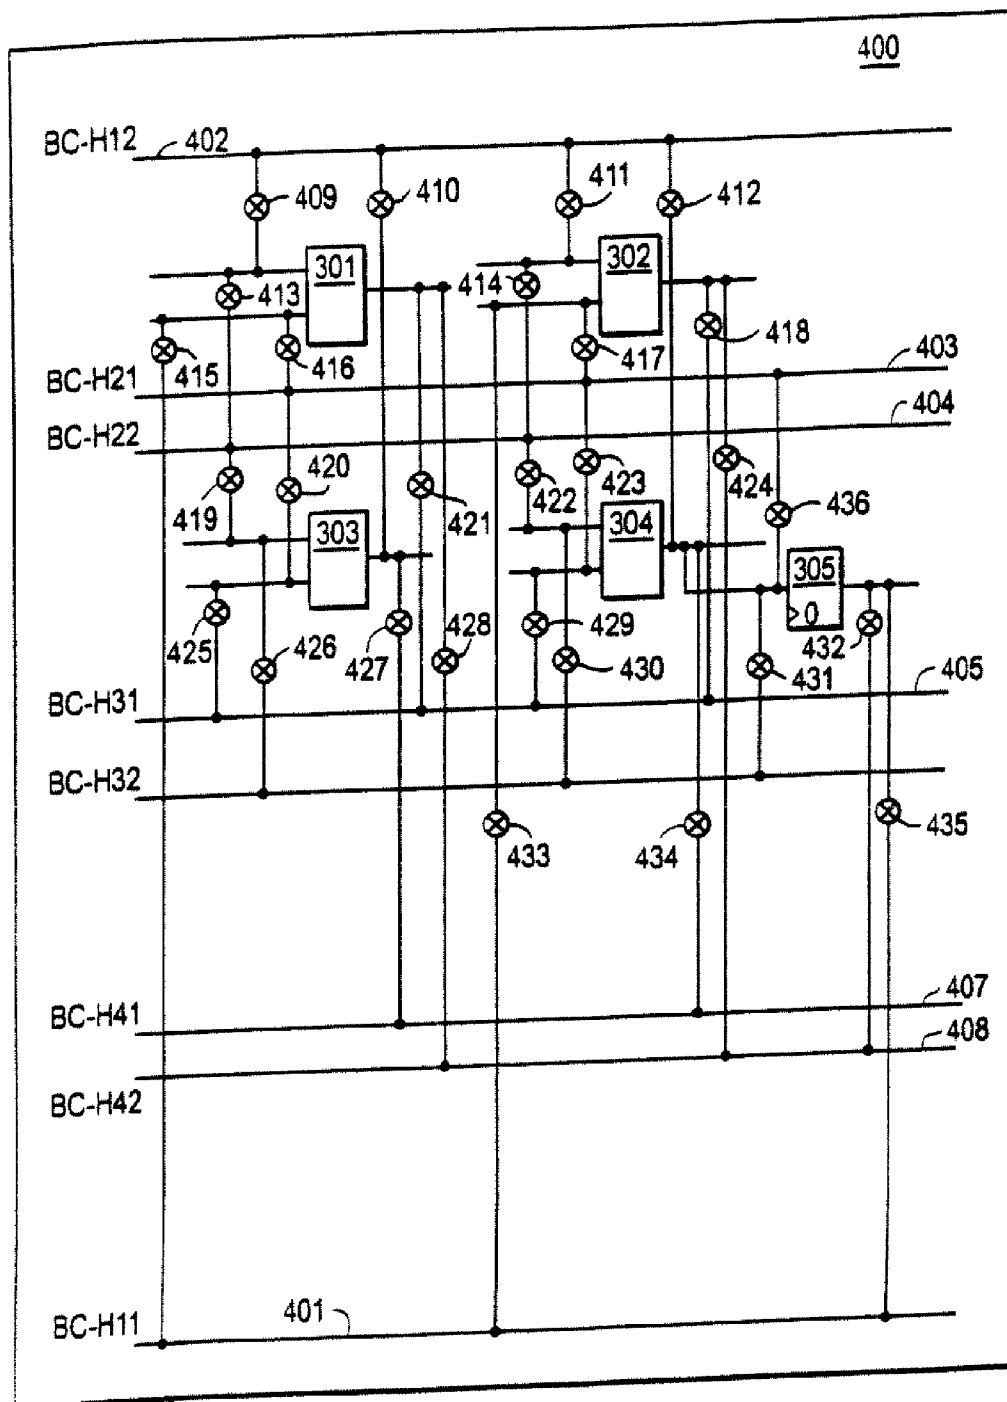 400
BC-H12 402
409 410 411 412
301 302
413 414
415 416 417 418
BC-H21 403
BC-H22 404
419 420 421 422 423 424 436
303 304 305
0
425 426 427 428 429 430 431 432
BC-H31 405
BC-H32
433 434 435
BC-H41 407
BC-H42 408
BC-H11 401